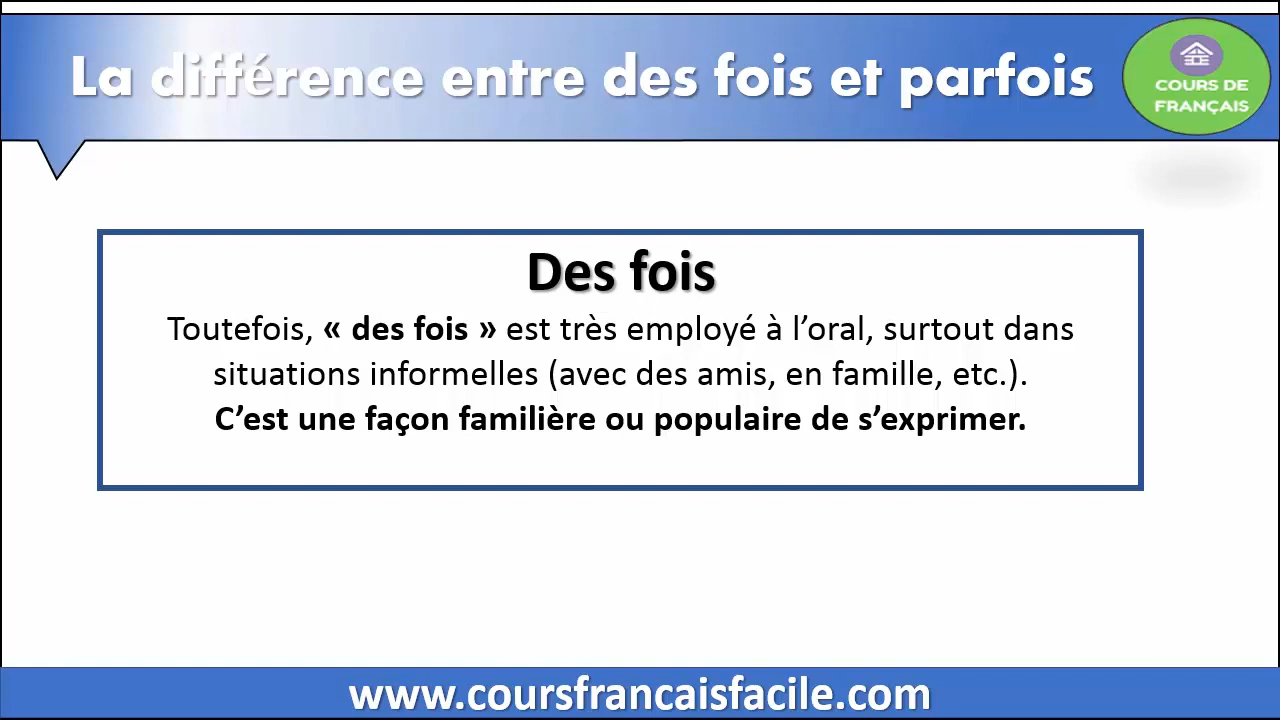 La différence entre des fois et parfois
COURS DE
FRANÇAIS
Des fois
Toutefois, « des fois » est très employé à l’oral, surtout dans
situations informelles (avec des amis, en famille, etc.).
C’est une façon familière ou populaire de s’exprimer.
www.coursfrancaisfacile.com